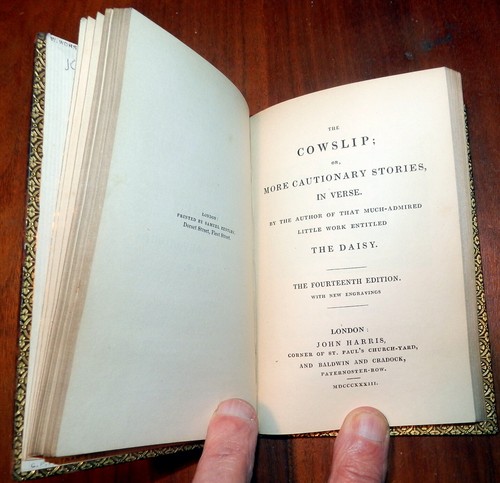 LONDON:
PRINTED BY SAMUEL BENTLEY,
Dorset Street, Fleet Street.
THE
COWSLIP;
OR,
MORE CAUTIONARY STORIES,
IN VERSE.
BY THE AUTHOR OF THAT MUCH-ADMIRED
LITTLE WORK ENTITLED
THE DAISY.
THE FOURTEENTH EDITION.
WITH NEW ENGRAVINGS
LONDON:
JOHN HARRIS,
CORNER OF ST. PAUL'S CHURCH-YARD,
AND BALDWIN AND CRADOCK,
PATERNOSTER-ROW.
MDCCCXXXIII.